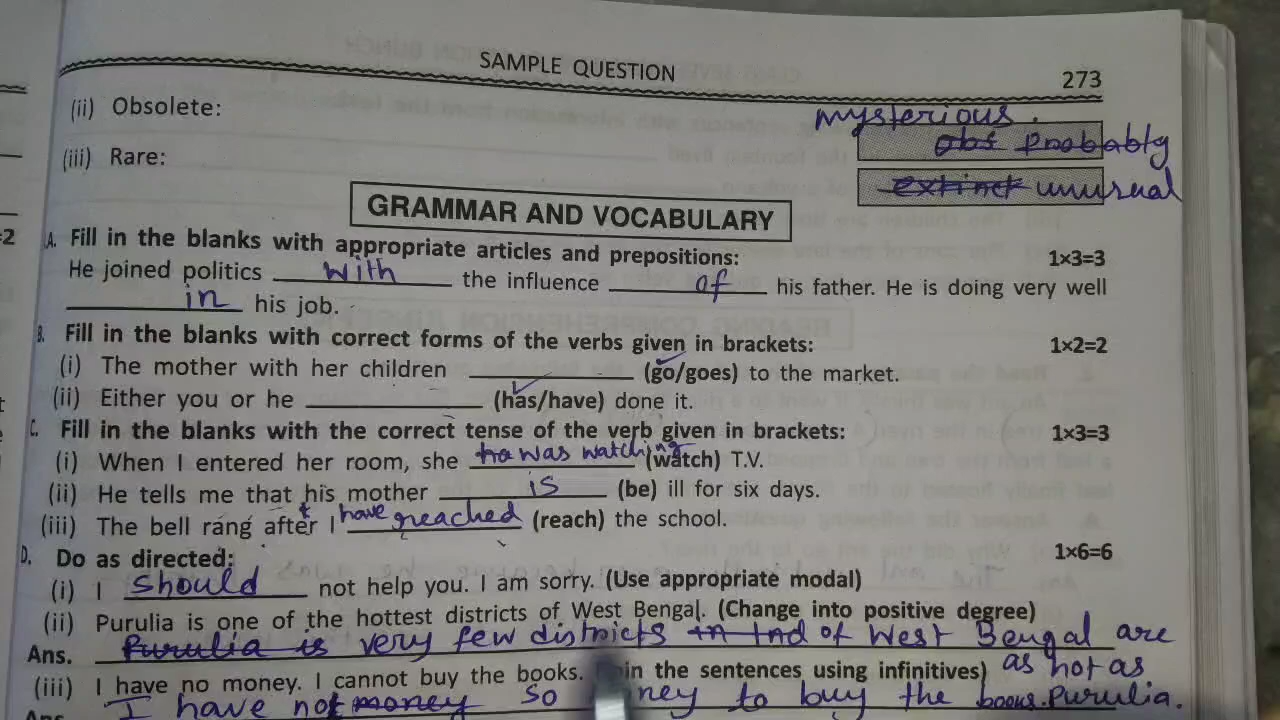 SAMPLE QUESTION
273
(ii) Obsolete: mysterious.
obs probably
(iii) Rare: extinct unusual
GRAMMAR AND VOCABULARY
=2
A. Fill in the blanks with appropriate articles and prepositions: 1×3=3
He joined politics with the influence of his father. He is doing very well
in his job.
B. Fill in the blanks with correct forms of the verbs given in brackets: 1×2=2
(i) The mother with her children ________ (go/goes) to the market.
(ii) Either you or he ________ (has/have) done it.
C. Fill in the blanks with the correct tense of the verb given in brackets: 1×3=3
(i) When I entered her room, she was watching (watch) T.V.
(ii) He tells me that his mother is (be) ill for six days.
(iii) The bell rang after I have reached (reach) the school.
D. Do as directed: 1×6=6
(i) I should not help you. I am sorry. (Use appropriate modal)
(ii) Purulia is one of the hottest districts of West Bengal. (Change into positive degree)
Ans. Purulia is very few districts in Ind of West Bengal are
as hot as
Purulia.
(iii) I have no money. I cannot buy the books. in the sentences using infinitives)
I have not money so ney to buy the books.